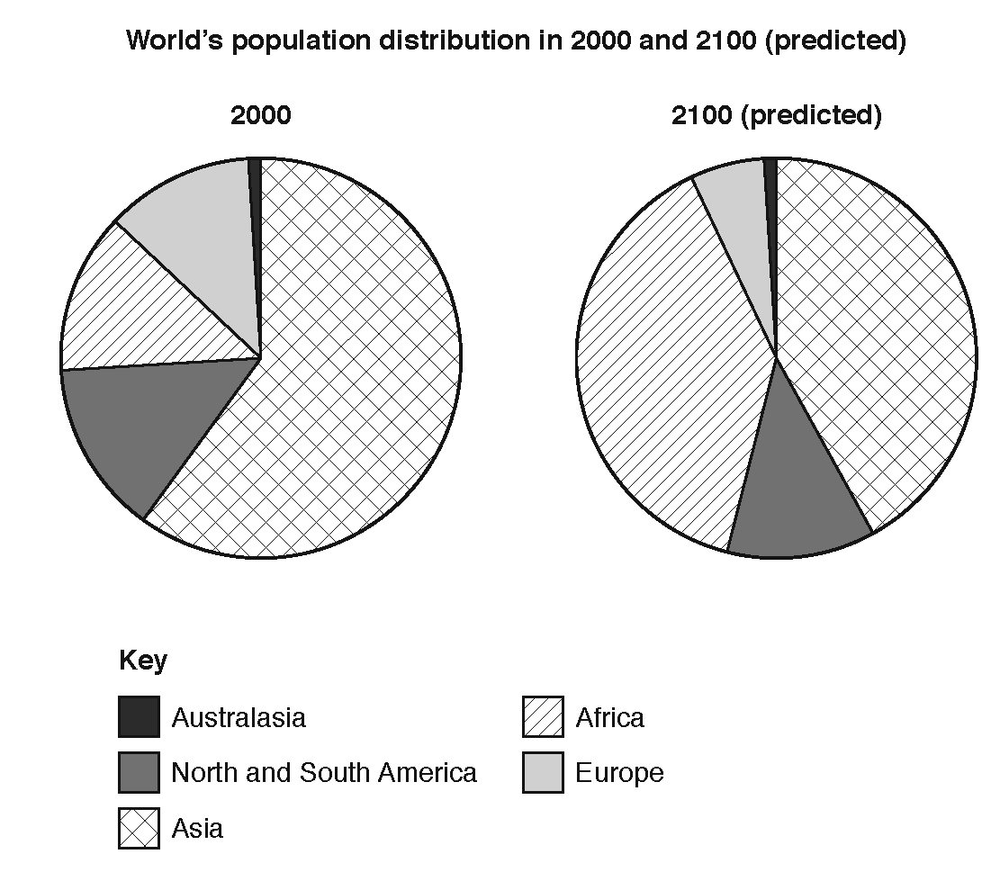 World’s population distribution in 2000 and 2100 (predicted)
2000
2100 (predicted)
Key
Australasia
Africa
North and South America
Europe
Asia